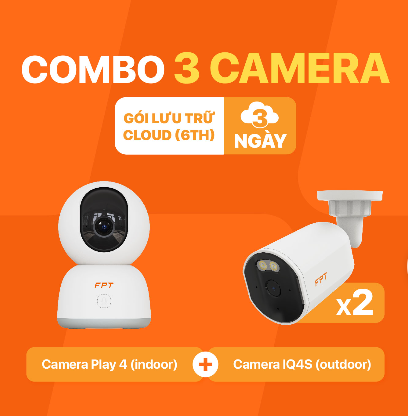 COMBO 3 CAMERA
GÓI LƯU TRỮ
CLOUD (6TH)
3
NGÀY
FPT
FPT
x2
Camera Play 4 (indoor) + Camera IQ4S (outdoor)